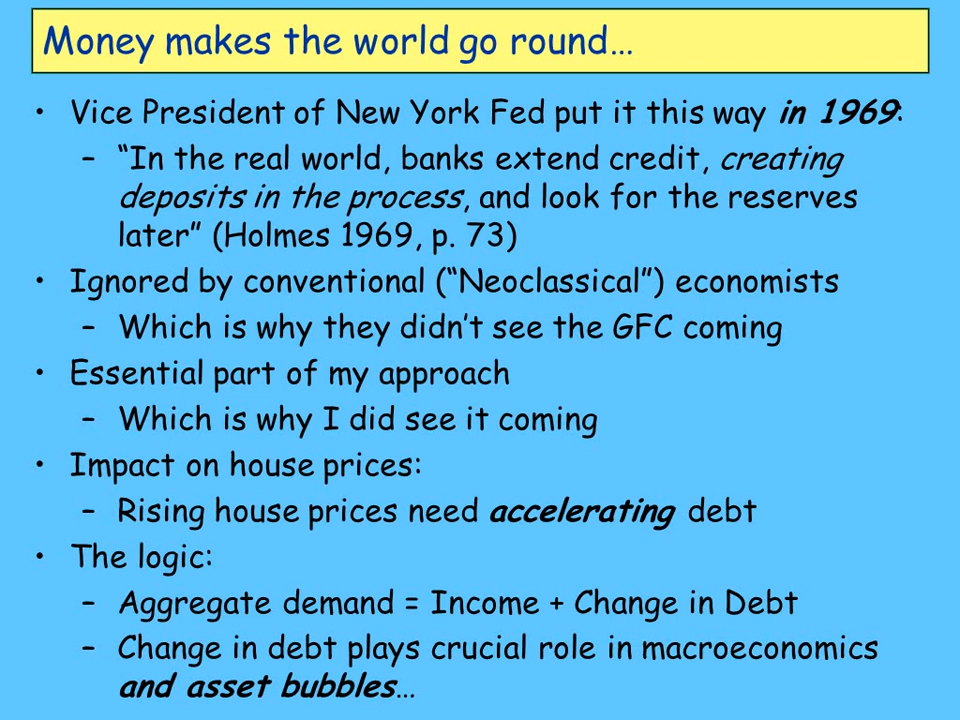 Money makes the world go round…
• Vice President of New York Fed put it this way in 1969:
– “In the real world, banks extend credit, creating
deposits in the process, and look for the reserves
later” (Holmes 1969, p. 73)
• Ignored by conventional (“Neoclassical”) economists
– Which is why they didn’t see the GFC coming
• Essential part of my approach
– Which is why I did see it coming
• Impact on house prices:
– Rising house prices need accelerating debt
• The logic:
– Aggregate demand = Income + Change in Debt
– Change in debt plays crucial role in macroeconomics
and asset bubbles…